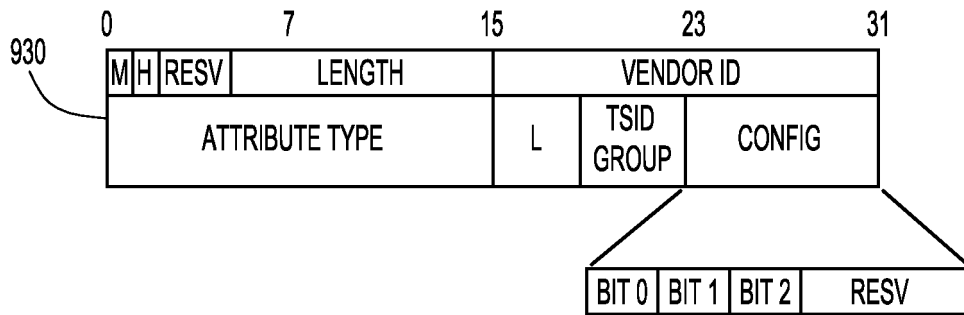 0 7 15 23 31
930
M H RESV LENGTH VENDOR ID
ATTRIBUTE TYPE L TSID GROUP CONFIG
BIT 0 BIT 1 BIT 2 RESV